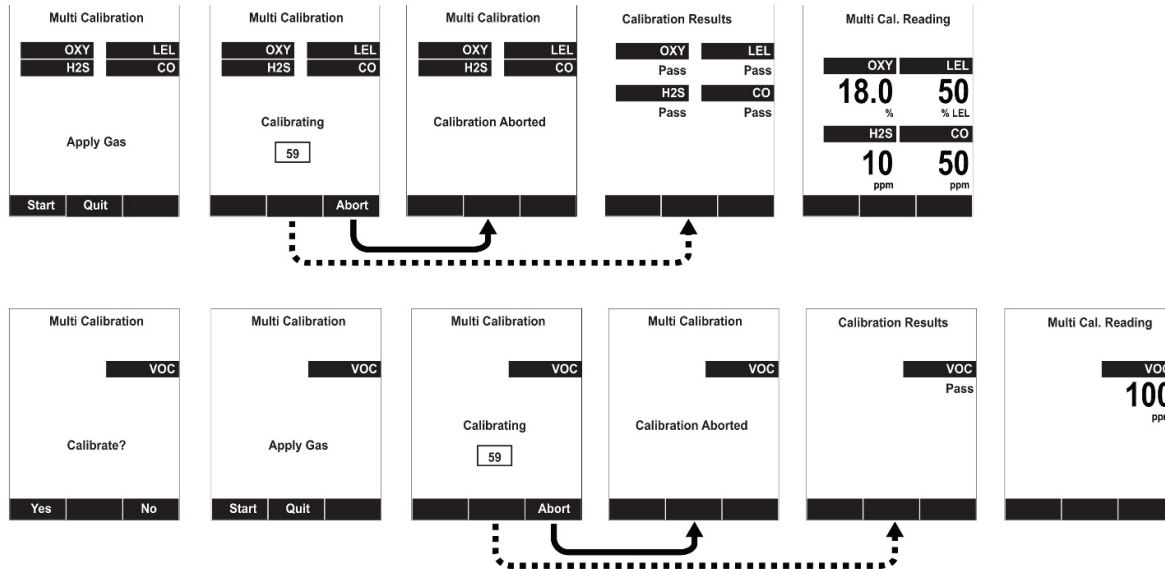 Multi Calibration
OXY LEL
H2S CO
Apply Gas
Start Quit
Multi Calibration
OXY LEL
H2S CO
Calibrating
59
Abort
Multi Calibration
OXY LEL
H2S CO
Calibration Aborted
Calibration Results
OXY LEL
Pass Pass
H2S CO
Pass Pass
Multi Cal. Reading
OXY LEL
18.0 50
% % LEL
H2S CO
10 50
ppm ppm
Multi Calibration
VOC
Calibrate?
Yes No
Multi Calibration
VOC
Apply Gas
Start Quit
Multi Calibration
VOC
Calibrating
59
Abort
Multi Calibration
VOC
Calibration Aborted
Calibration Results
VOC
Pass
Multi Cal. Reading
VOC
100
ppm